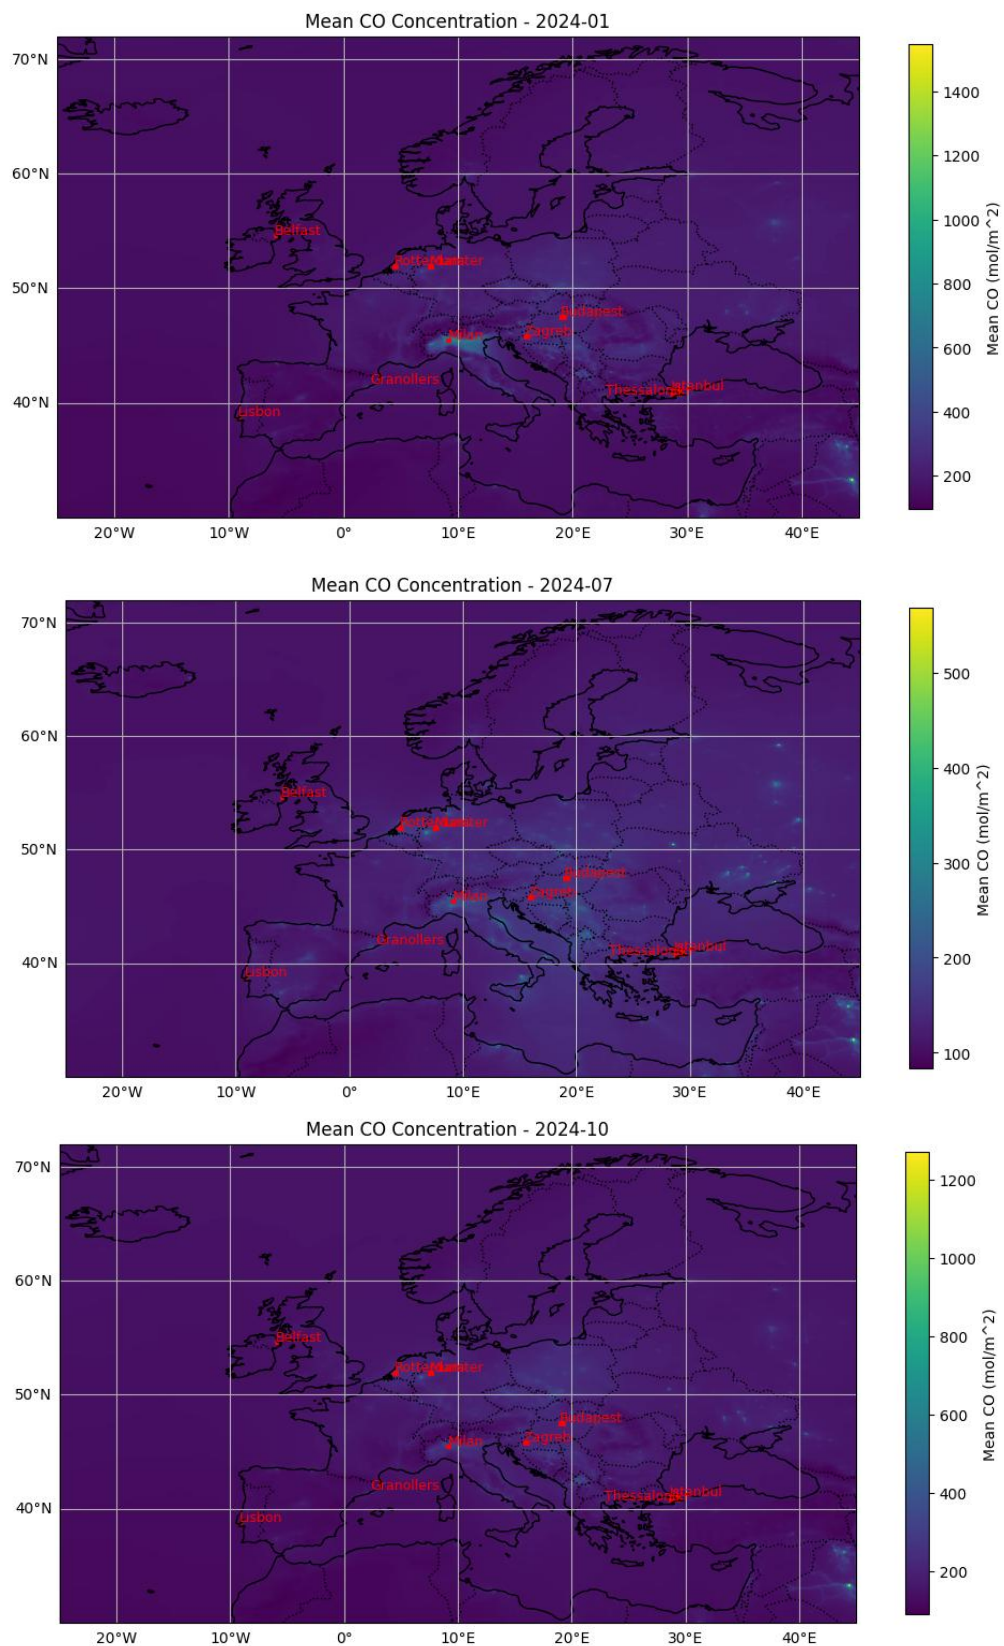 Mean CO Concentration - 2024-01
70°N
60°N
50°N
40°N
Belfast
Rotterdam
Munster
Budapest
Zagreb
Milan
Granollers
Lisbon
Istanbul
20°W 10°W 0° 10°E 20°E 30°E 40°E
1400
1200
1000
800
600
400
200
Mean CO (mol/m^2)
Mean CO Concentration - 2024-07
70°N
60°N
50°N
40°N
Belfast
Budapest
Zagreb
Milan
Granollers
Lisbon
Istanbul
20°W 10°W 0° 10°E 20°E 30°E 40°E
500
400
300
200
100
Mean CO (mol/m^2)
Mean CO Concentration - 2024-10
70°N
60°N
50°N
40°N
Belfast
Budapest
Zagreb
Milan
Granollers
Lisbon
Istanbul
20°W 10°W 0° 10°E 20°E 30°E 40°E
1200
1000
800
600
400
200
Mean CO (mol/m^2)